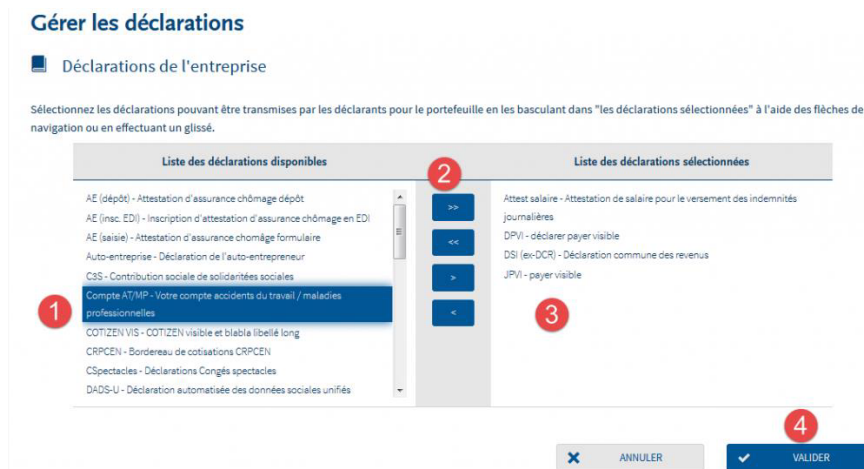 Gérer les déclarations
Déclarations de l'entreprise
Sélectionnez les déclarations pouvant être transmises par les déclarants pour le portefeuille en les basculant dans "les déclarations sélectionnées" à l'aide des flèches de
navigation ou en effectuant un glissé.
Liste des déclarations disponibles
AE (dépôt) - Attestation d'assurance chômage dépôt
AE (insc. EDI) - Inscription d'attestation d'assurance chômage en EDI
AE (saisie) - Attestation d'assurance chomâge formulaire
Auto-entreprise - Déclaration de l'auto-entrepreneur
C3S - Contribution sociale de solidaritées sociales
Compte AT/MP - Votre compte accidents du travail / maladies
professionnelles
COTIZEN VIS - COTIZEN visible et blabla libellé long
CRPCEN - Bordereau de cotisations CRPCEN
CSpectacles - Déclarations Congés spectacles
DADS-U - Déclaration automatisée des données sociales unifiés
1
2
>>
<<
>
<
Liste des déclarations sélectionnées
Attest salaire - Attestation de salaire pour le versement des indemnités
journalières
DPVI - déclarer payer visible
DSI (ex-DCR) - Déclaration commune des revenus
JPVI - payer visible
3
4
ANNULER
VALIDER